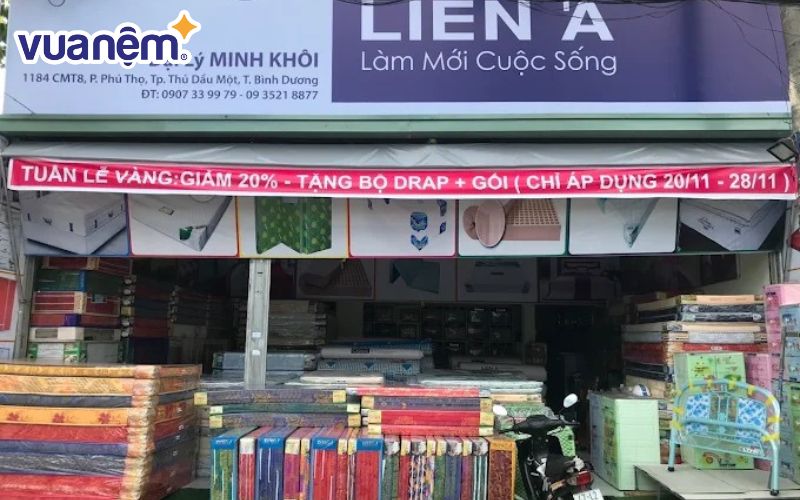 vuanệm
LIÊN 'Á
Làm Mới Cuộc Sống
Đại Lý MINH KHÔI
1184 CMT8, P. Phú Thọ, Tp. Thủ Dầu Một, T. Bình Dương
ĐT: 0907 33 99 79 - 09 3521 8877
TUẦN LỄ VÀNG:GIẢM 20% - TẶNG BỘ DRAP + GỐI ( CHỈ ÁP DỤNG 20/11 - 28/11 )